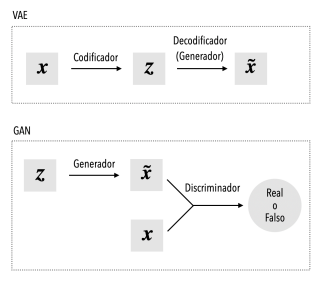 VAE
x
Codificador
z
Decodificador
(Generador)
x̃
GAN
z
Generador
x̃
Discriminador
x
Real
o
Falso